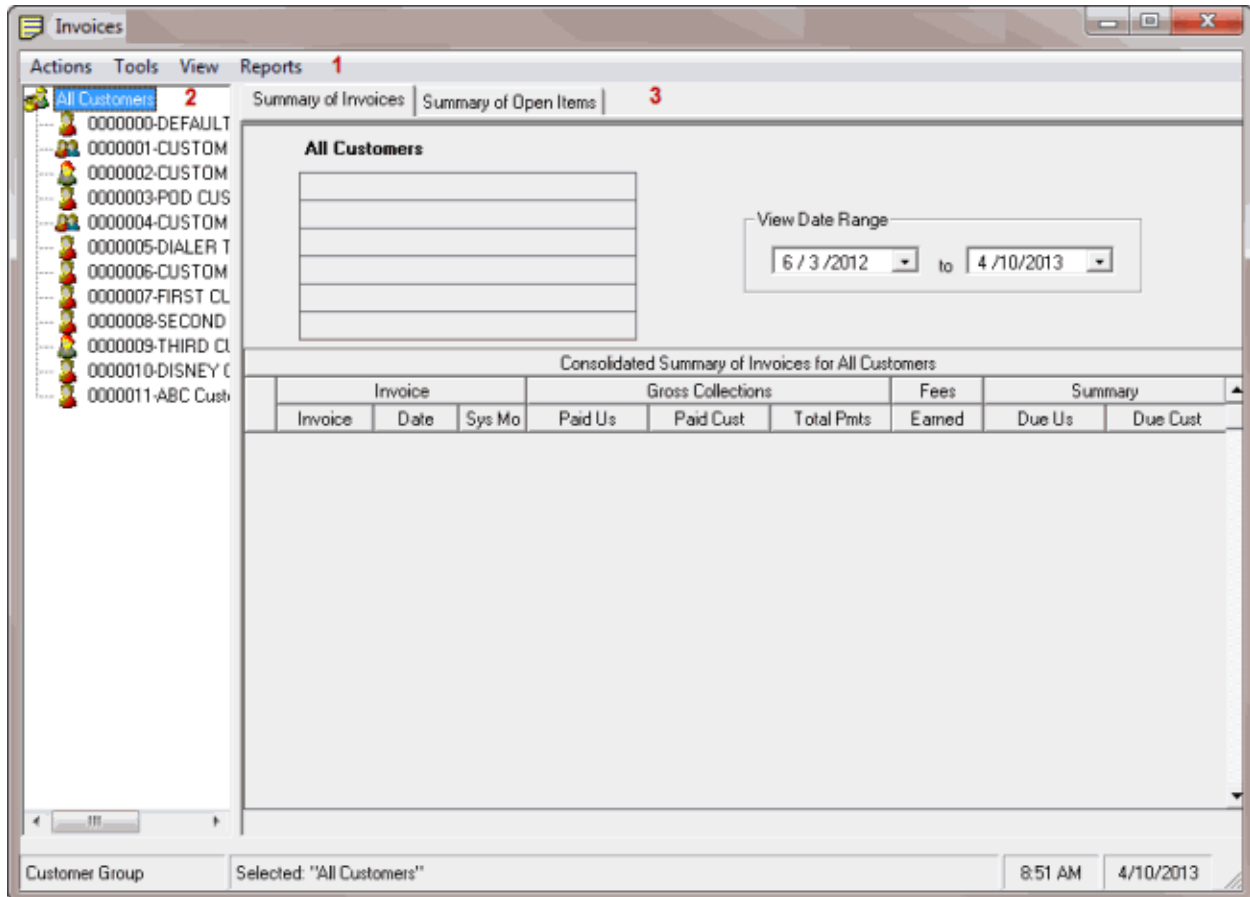 Invoices
Actions Tools View Reports 1
All Customers 2
0000000-DEFAULT
0000001-CUSTOM
0000002-CUSTOM
0000003-POD CUS
0000004-CUSTOM
0000005-DIALER T
0000006-CUSTOM
0000007-FIRST CL
0000008-SECOND
0000009-THIRD CU
0000010-DISNEY C
0000011-ABC Cust
Summary of Invoices Summary of Open Items 3
All Customers
View Date Range
6 / 3 /2012 to 4 /10/2013
Consolidated Summary of Invoices for All Customers
Invoice Gross Collections Fees Summary
Invoice Date Sys Mo Paid Us Paid Cust Total Pmts Earned Due Us Due Cust
Customer Group Selected: "All Customers" 8:51 AM 4/10/2013